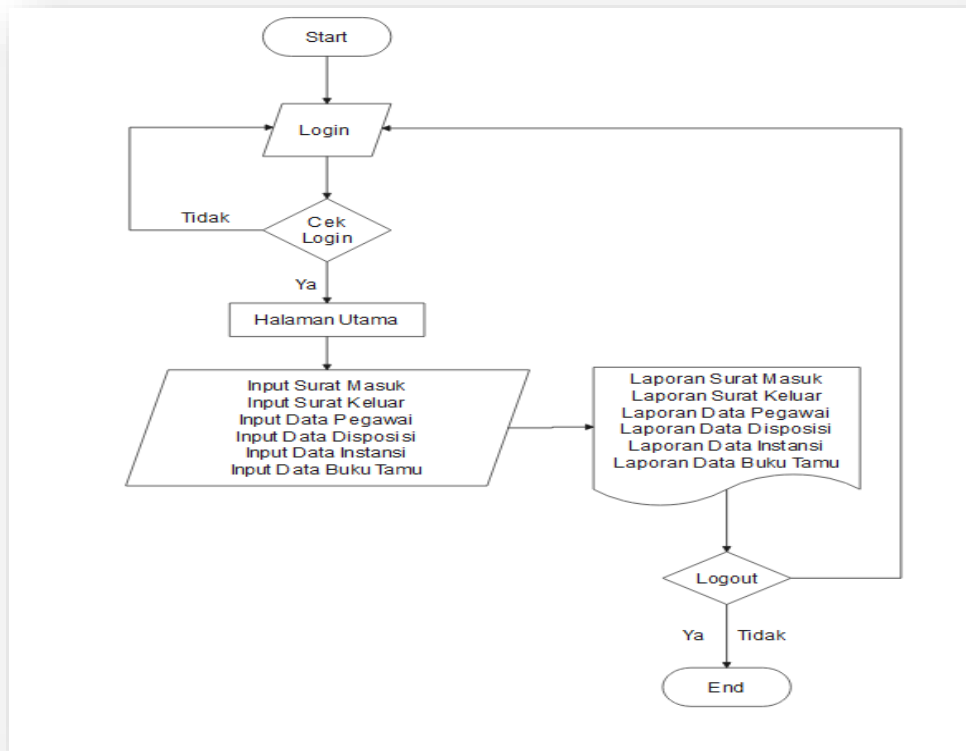 Start
Login
Cek
Login
Tidak
Ya
Halaman Utama
Input Surat Masuk
Input Surat Keluar
Input Data Pegawai
Input Data Disposisi
Input Data Instansi
Input Data Buku Tamu
Laporan Surat Masuk
Laporan Surat Keluar
Laporan Data Pegawai
Laporan Data Disposisi
Laporan Data Instansi
Laporan Data Buku Tamu
Logout
Ya
Tidak
End